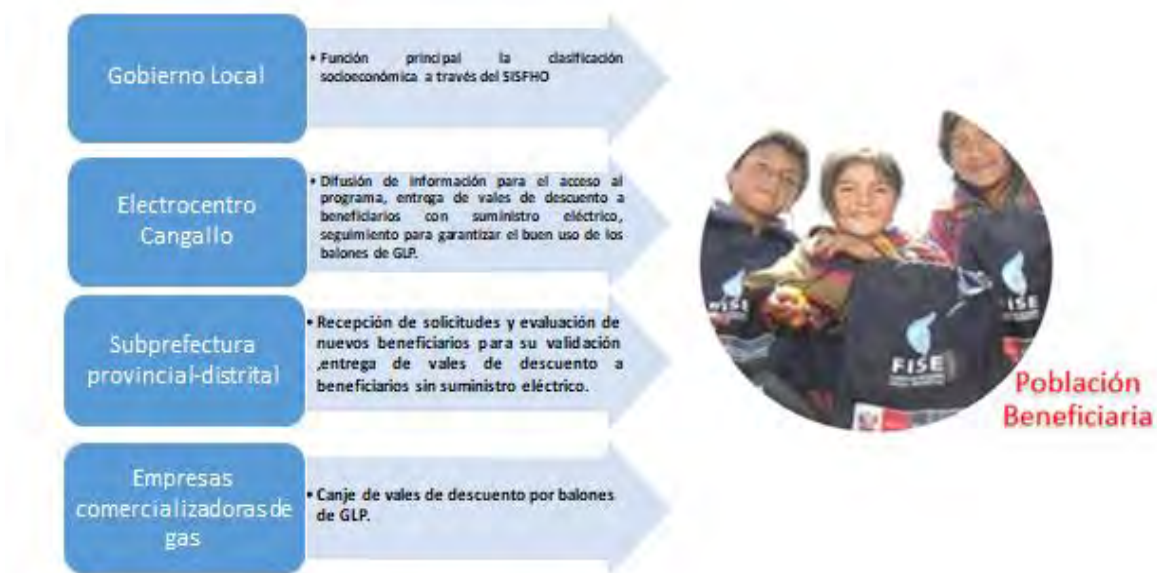 Gobierno Local
• Función principal la clasificación
socioeconómica a través del SISFHO
Electrocentro
Cangallo
• Difusión de información para el acceso al
programa, entrega de vales de descuento a
beneficiarios con suministro eléctrico,
seguimiento para garantizar el buen uso de los
balones de GLP.
Subprefectura
provincial-distrital
• Recepción de solicitudes y evaluación de
nuevos beneficiarios para su validación
,entrega de vales de descuento a
beneficiarios sin suministro eléctrico.
Empresas
comercializadoras de
gas
• Canje de vales de descuento por balones
de GLP.
FISE
Población
Beneficiaria